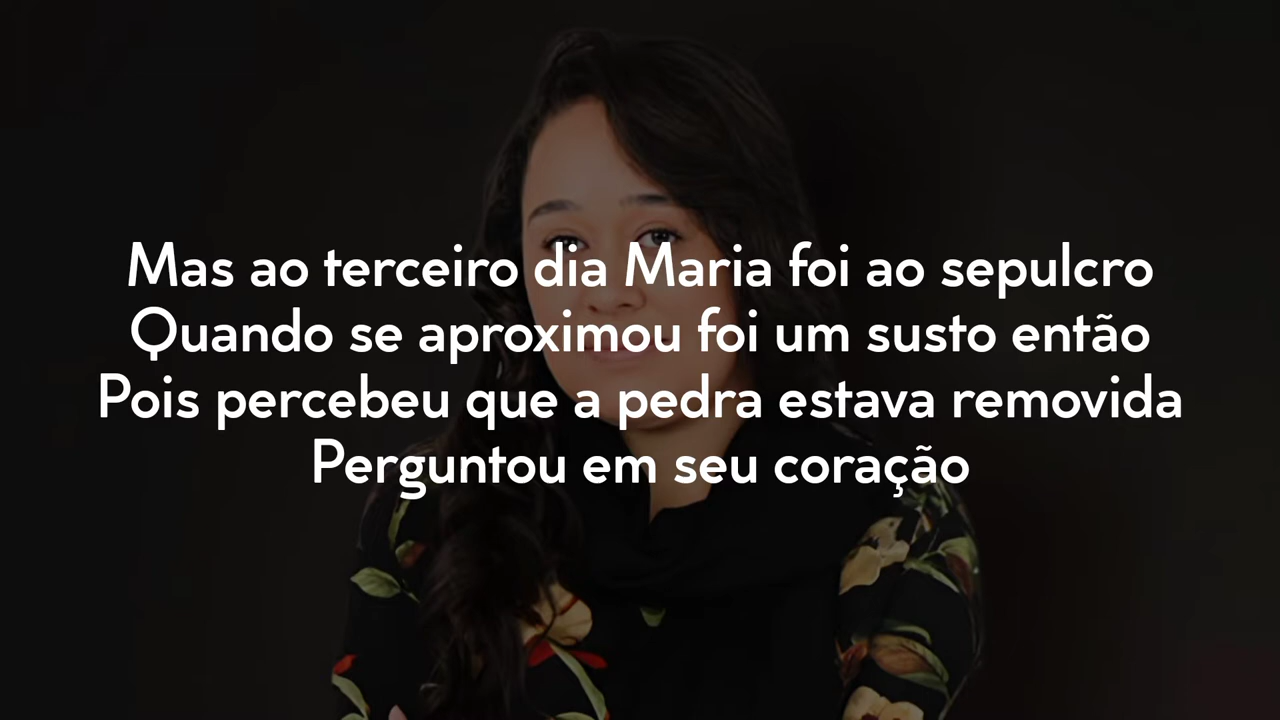 Mas ao terceiro dia Maria foi ao sepulcro
Quando se aproximou foi um susto então
Pois percebeu que a pedra estava removida
Perguntou em seu coração